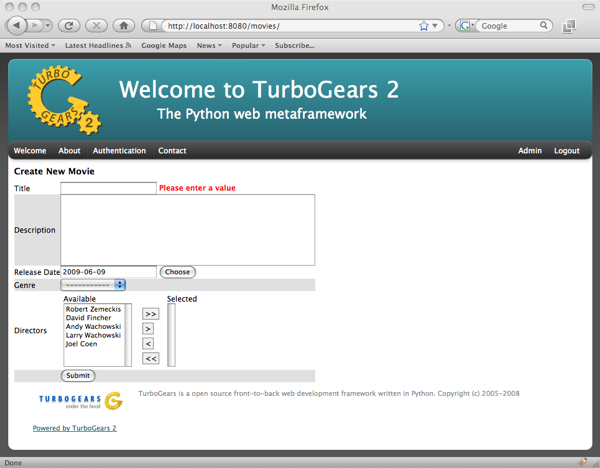 Mozilla Firefox
http://localhost:8080/movies/
Google
Most Visited
Latest Headlines
Google Maps
News
Popular
Subscribe...
TURBO
GEARS
2
Welcome to TurboGears 2
The Python web metaframework
Welcome About Authentication Contact Admin Logout
Create New Movie
Title Please enter a value
Description
Release Date 2009-06-09 Choose
Genre -----------
Available Selected
Robert Zemeckis
David Fincher
Andy Wachowski
Larry Wachowski
Joel Coen
Directors
>>
>
<
<<
Submit
TURBOGEARS
under the hood
TurboGears is a open source front-to-back web development framework written in Python. Copyright (c) 2005-2008
Powered by TurboGears 2
Done